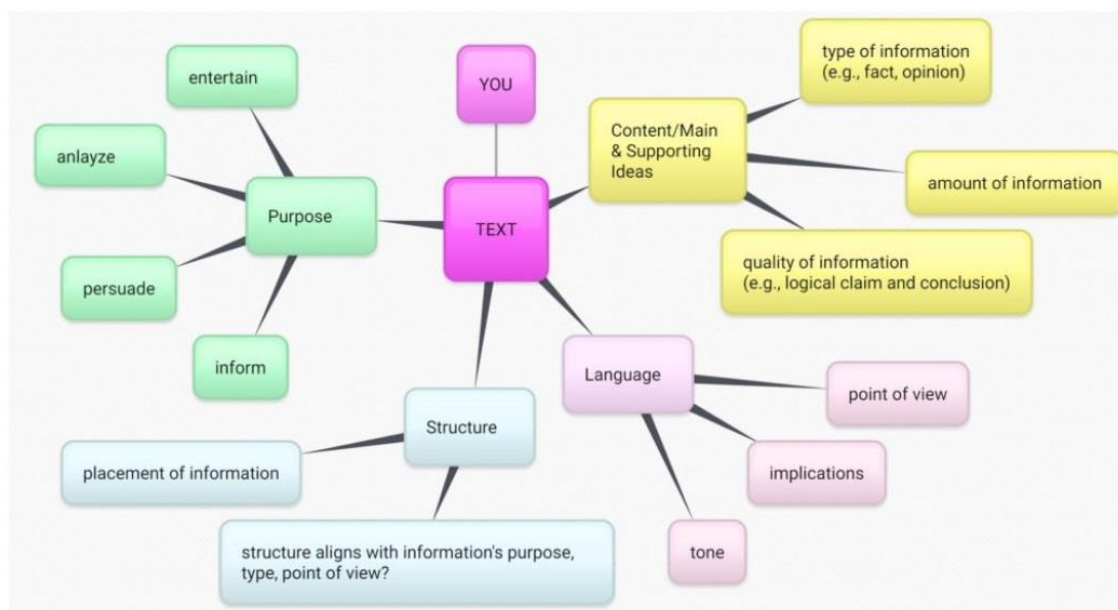 YOU
TEXT
Purpose
entertain
anlayze
persuade
inform
Content/Main
& Supporting
Ideas
type of information
(e.g., fact, opinion)
amount of information
quality of information
(e.g., logical claim and conclusion)
Language
point of view
implications
tone
Structure
placement of information
structure aligns with information's purpose,
type, point of view?